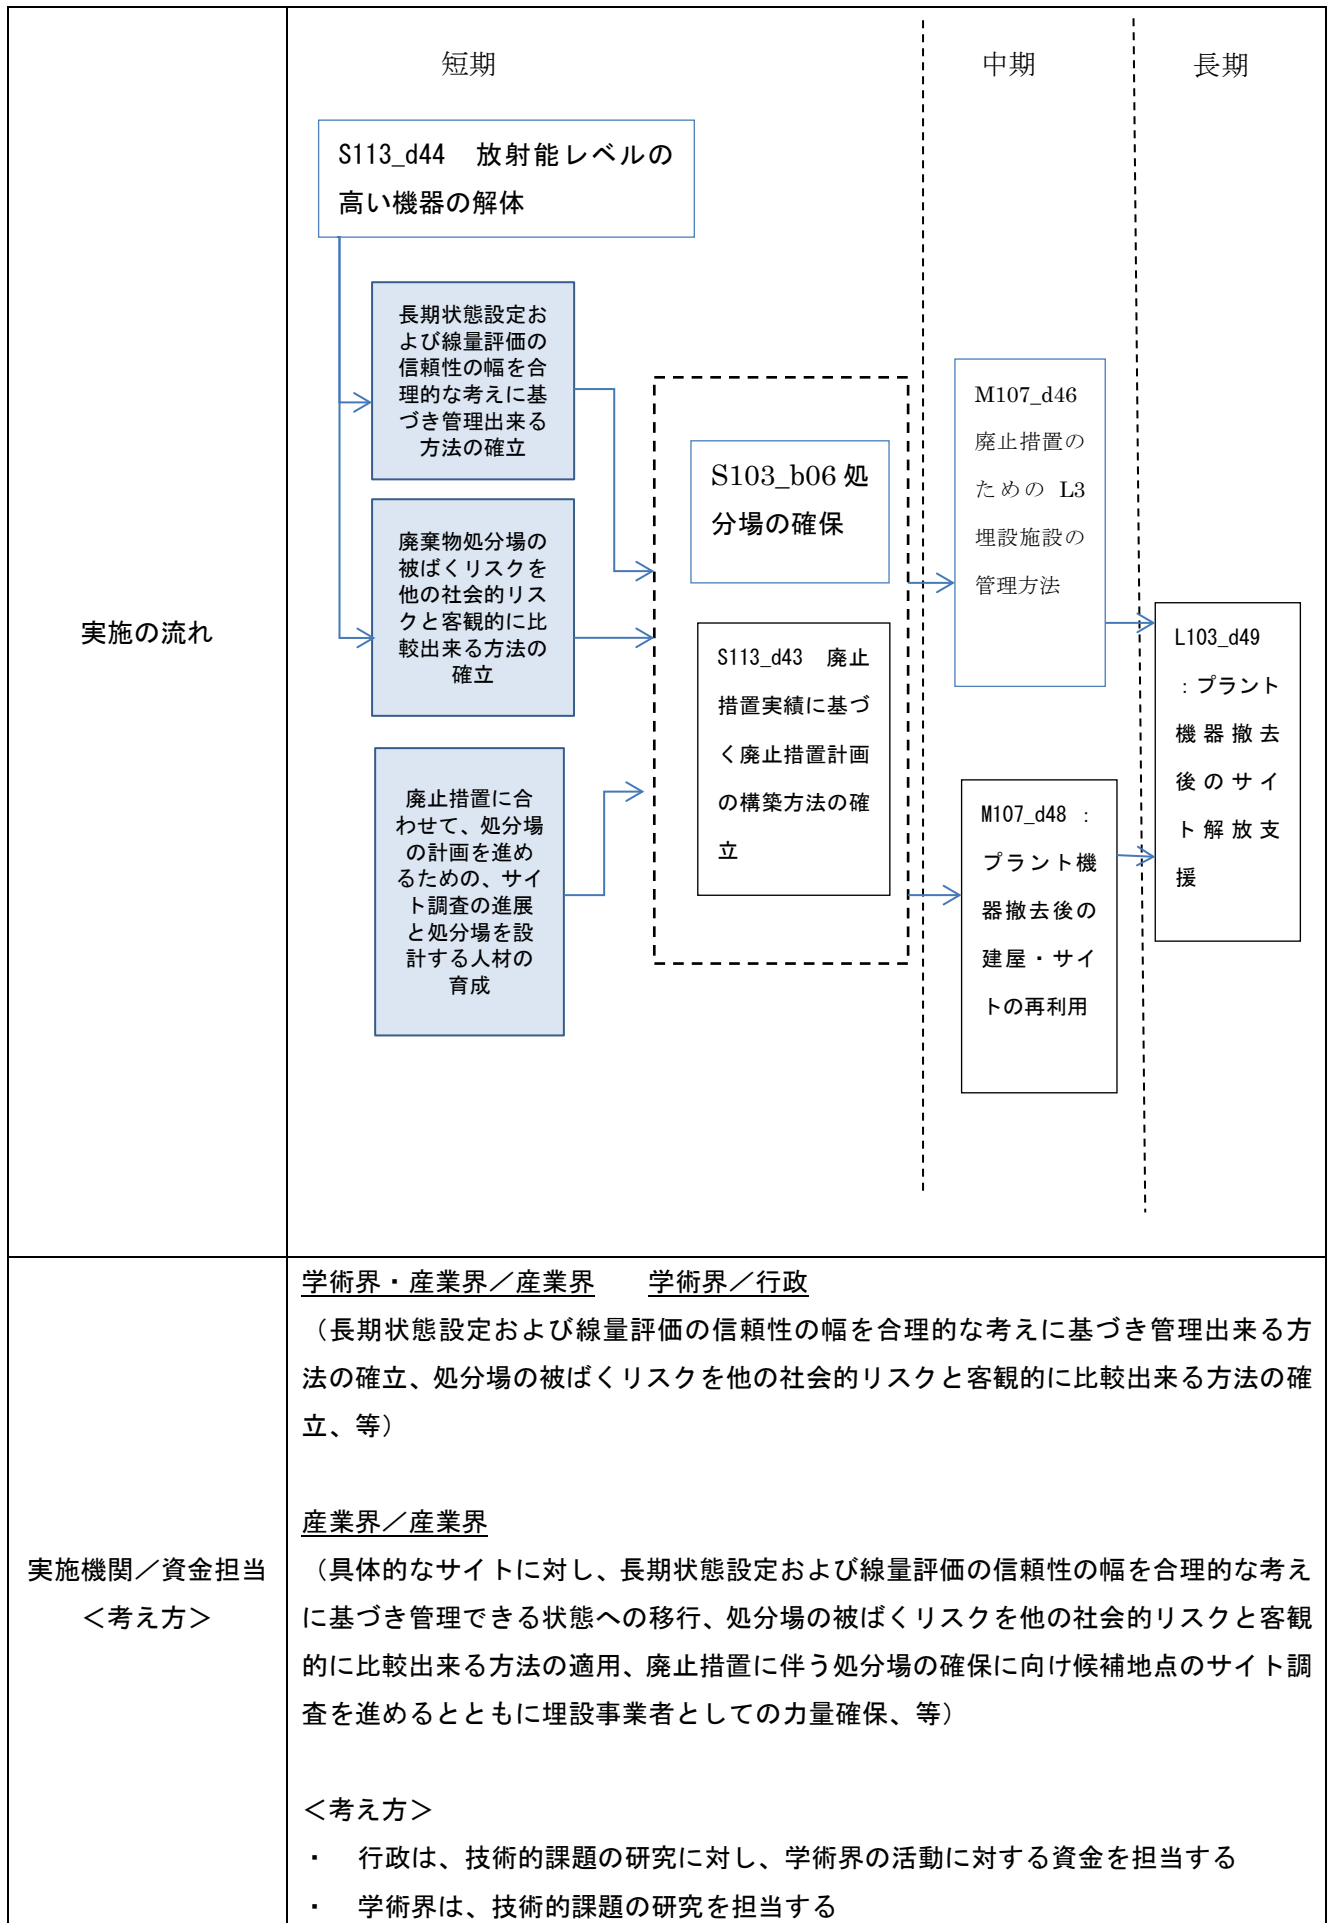 実施の流れ
短期
中期
長期
S113_d44 放射能レベルの
高い機器の解体
長期状態設定お
よび線量評価の
信頼性の幅を合
理的な考えに基
づき管理出来る
方法の確立
廃棄物処分場の
被ばくリスクを
他の社会的リス
クと客観的に比
較出来る方法の
確立
廃止措置に合
わせて、処分場
の計画を進め
るための、サイ
ト調査の進展
と処分場を設
計する人材の
育成
S103_b06 処
分場の確保
S113_d43 廃止
措置実績に基づ
く廃止措置計画
の構築方法の確
立
M107_d46
廃止措置の
ための L3
埋設施設の
管理方法
M107_d48 :
プラント機
器撤去後の
建屋・サイ
トの再利用
L103_d49
：プラント
機器撤去
後のサイ
ト解放支
援
実施機関／資金担当
＜考え方＞
学術界・産業界／産業界　学術界／行政
（長期状態設定および線量評価の信頼性の幅を合理的な考えに基づき管理出来る方
法の確立、処分場の被ばくリスクを他の社会的リスクと客観的に比較出来る方法の確
立、等）
産業界／産業界
（具体的なサイトに対し、長期状態設定および線量評価の信頼性の幅を合理的な考え
に基づき管理できる状態への移行、処分場の被ばくリスクを他の社会的リスクと客観
的に比較出来る方法の適用、廃止措置に伴う処分場の確保に向け候補地点のサイト調
査を進めるとともに埋設事業者としての力量確保、等）
＜考え方＞
・　行政は、技術的課題の研究に対し、学術界の活動に対する資金を担当する
・　学術界は、技術的課題の研究を担当する